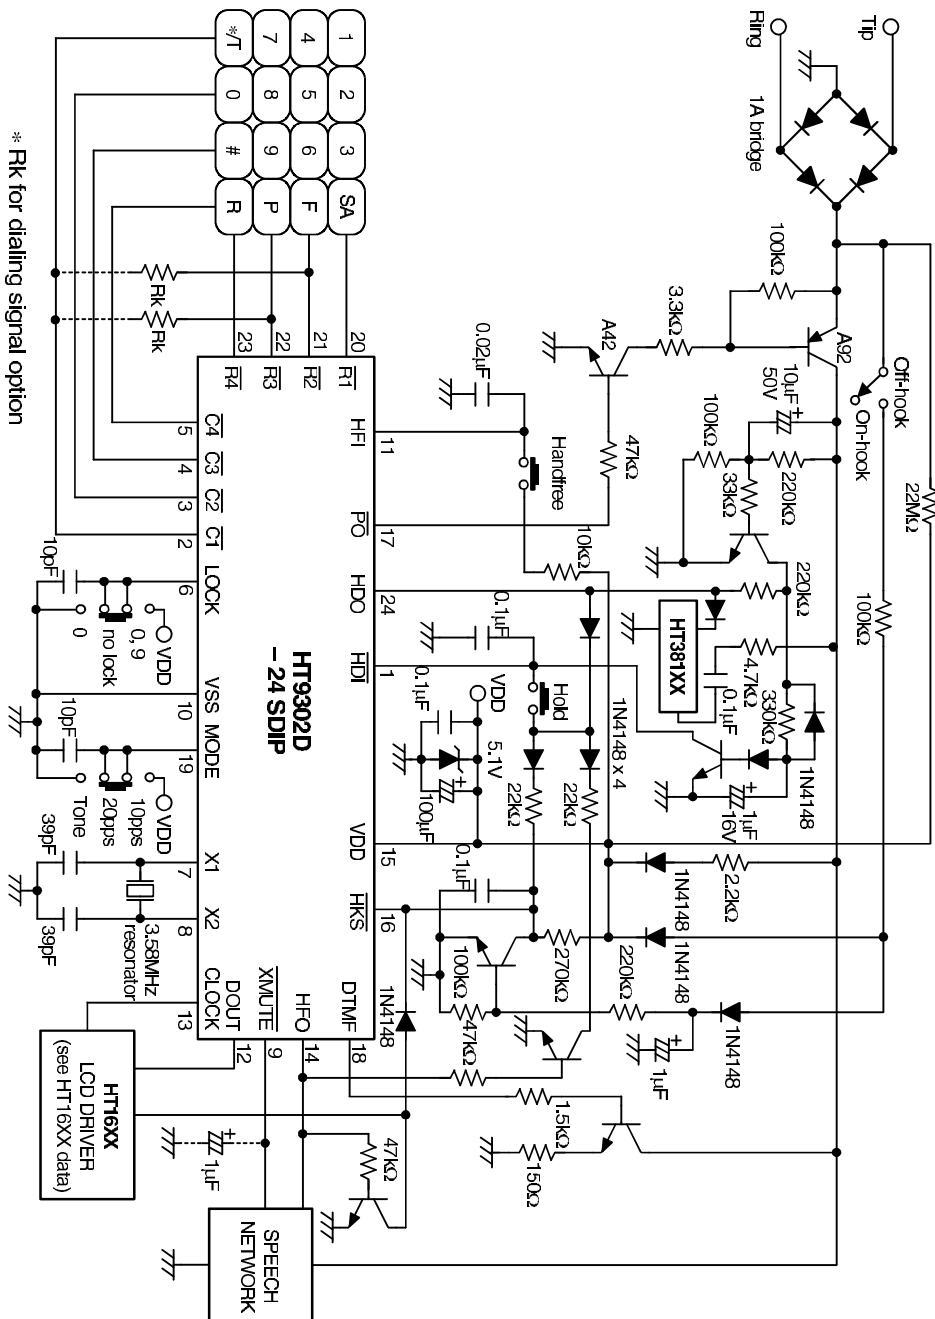 Tip
Ring
1A bridge
Off-hook
On-hook
22MΩ
100kΩ
100kΩ
A92
10µF
50V
+
220kΩ
100kΩ
33kΩ
3.3kΩ
A42
47kΩ
220kΩ
HT381XX
4.7kΩ
0.1µF
330kΩ
1N4148
1µF
16V
+
2.2kΩ
1N4148
1N4148
1N4148
1µF
+
220kΩ
270kΩ
100kΩ
47kΩ
0.02µF
Handfree
10kΩ
1N4148 x 4
0.1µF
Hold
22kΩ
22kΩ
VDD
0.1µF
5.1V
+
100µF
0.1µF
1N4148
1.5kΩ
150Ω
47kΩ
1 2 3 SA
4 5 6 F
7 8 9 P
*/T 0 # R
Rk
Rk
20
21
22
23
11
17
24
1
15
16
18
14
9
12
R1
R2
R3
R4
HFI
PO
HDO
HDI
VDD
HKS
DTMF
HFO
XMUTE
DOUT
HT9302D
– 24 SDIP
C4
C3
C2
C1
LOCK
VSS
MODE
X1
X2
CLOCK
5
4
3
2
6
10
19
7
8
13
10pF
VDD
0, 9
no lock
0
10pF
VDD
10pps
20pps
Tone
39pF
39pF
3.58MHz
resonator
HT16XX
LCD DRIVER
(see HT16XX data)
+
1µF
SPEECH
NETWORK
* Rk for dialing signal option